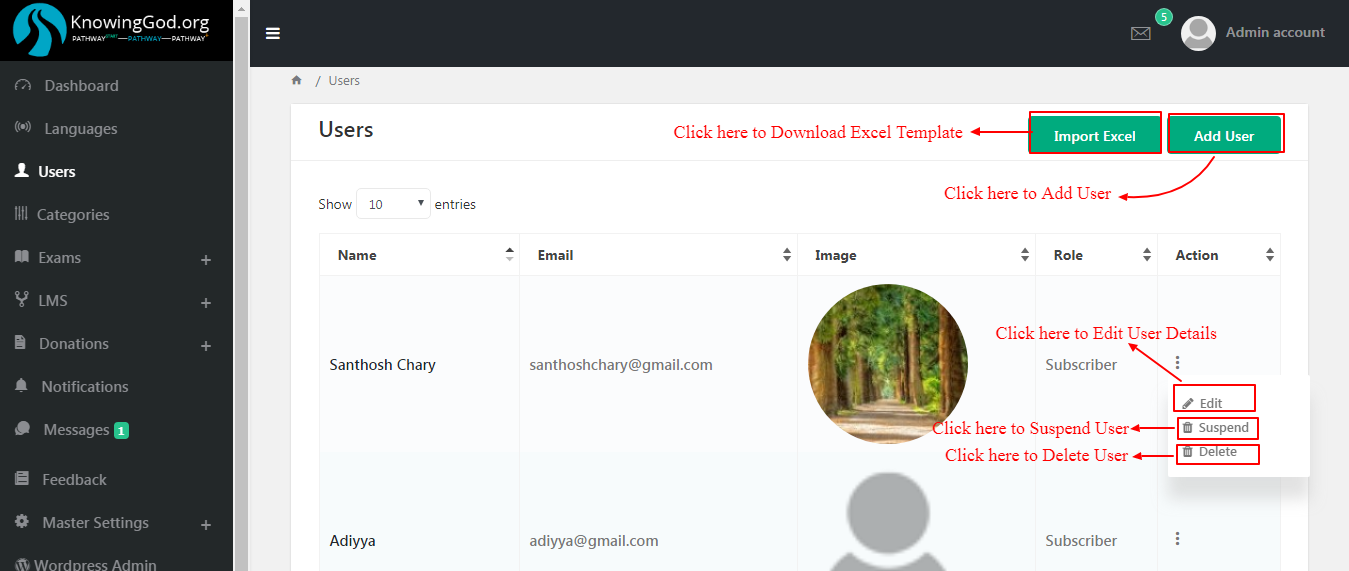 KnowingGod.org
PATHWAYSTART—PATHWAY—PATHWAY
5
Admin account
Dashboard
Languages
Users
Categories
Exams +
LMS +
Donations +
Notifications
Messages 1
Feedback
Master Settings +
Wordpress Admin
/ Users
Users
Click here to Download Excel Template
Import Excel
Add User
Click here to Add User
Show 10 entries
Name Email Image Role Action
Click here to Edit User Details
Santhosh Chary santhoshchary@gmail.com Subscriber
Edit
Click here to Suspend User Suspend
Click here to Delete User Delete
Adiyya adiyya@gmail.com Subscriber